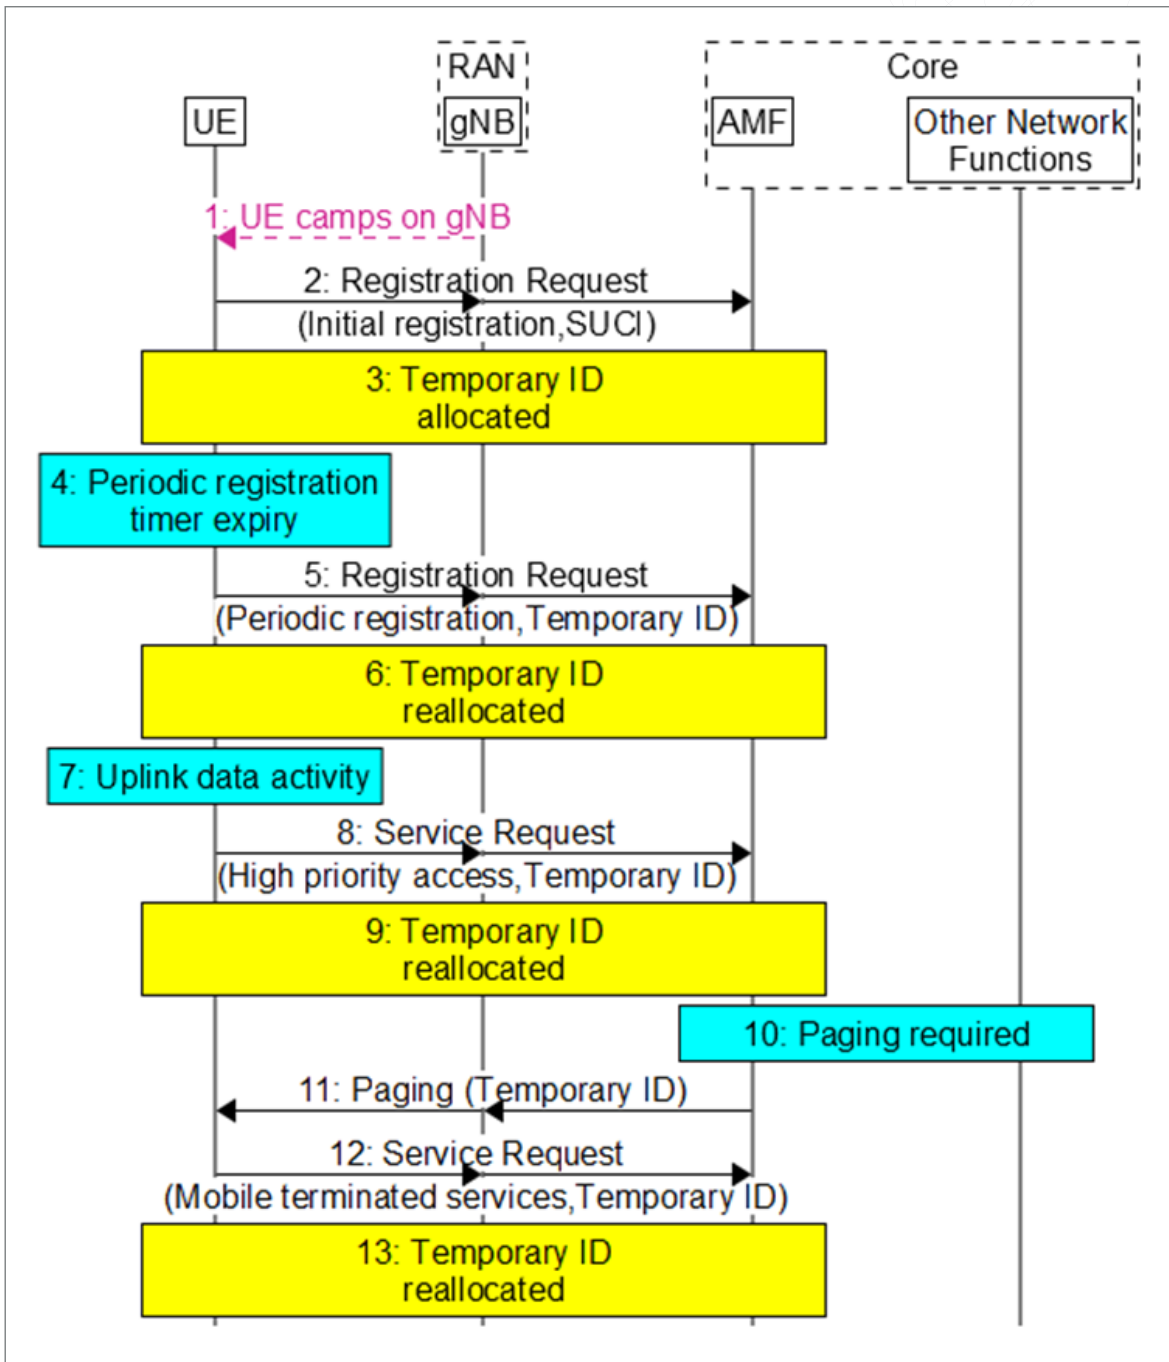 RAN
Core
UE
gNB
AMF
Other Network
Functions
1: UE camps on gNB
2: Registration Request
(Initial registration,SUCI)
3: Temporary ID
allocated
4: Periodic registration
timer expiry
5: Registration Request
(Periodic registration,Temporary ID)
6: Temporary ID
reallocated
7: Uplink data activity
8: Service Request
(High priority access,Temporary ID)
9: Temporary ID
reallocated
10: Paging required
11: Paging (Temporary ID)
12: Service Request
(Mobile terminated services,Temporary ID)
13: Temporary ID
reallocated